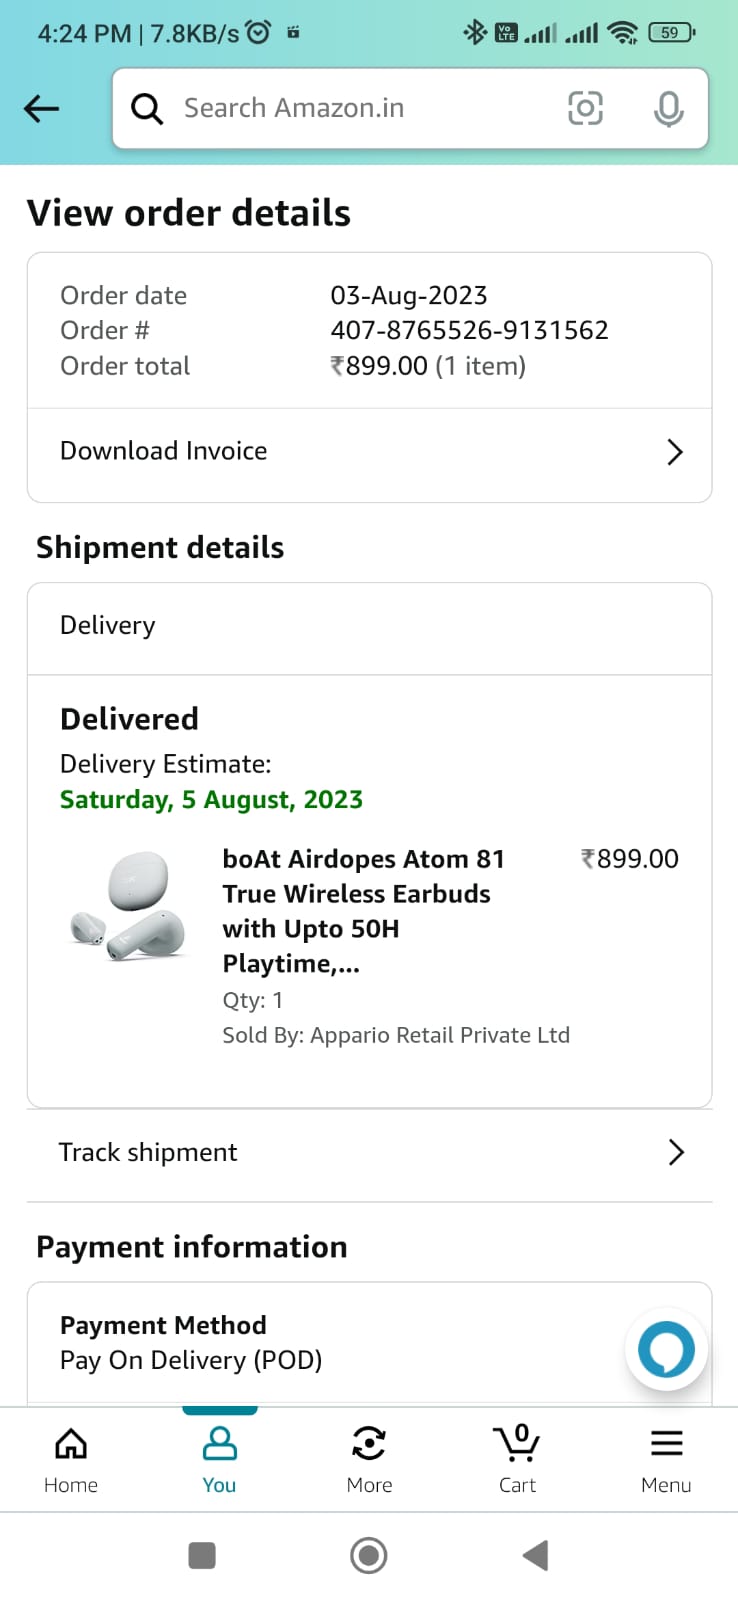 4:24 PM | 7.8KB/s
Vo LTE
59
Search Amazon.in
View order details
Order date 03-Aug-2023
Order # 407-8765526-9131562
Order total ₹899.00 (1 item)
Download Invoice
Shipment details
Delivery
Delivered
Delivery Estimate:
Saturday, 5 August, 2023
boAt Airdopes Atom 81 ₹899.00
True Wireless Earbuds
with Upto 50H
Playtime,...
Qty: 1
Sold By: Appario Retail Private Ltd
Track shipment
Payment information
Payment Method
Pay On Delivery (POD)
0
Home You More Cart Menu